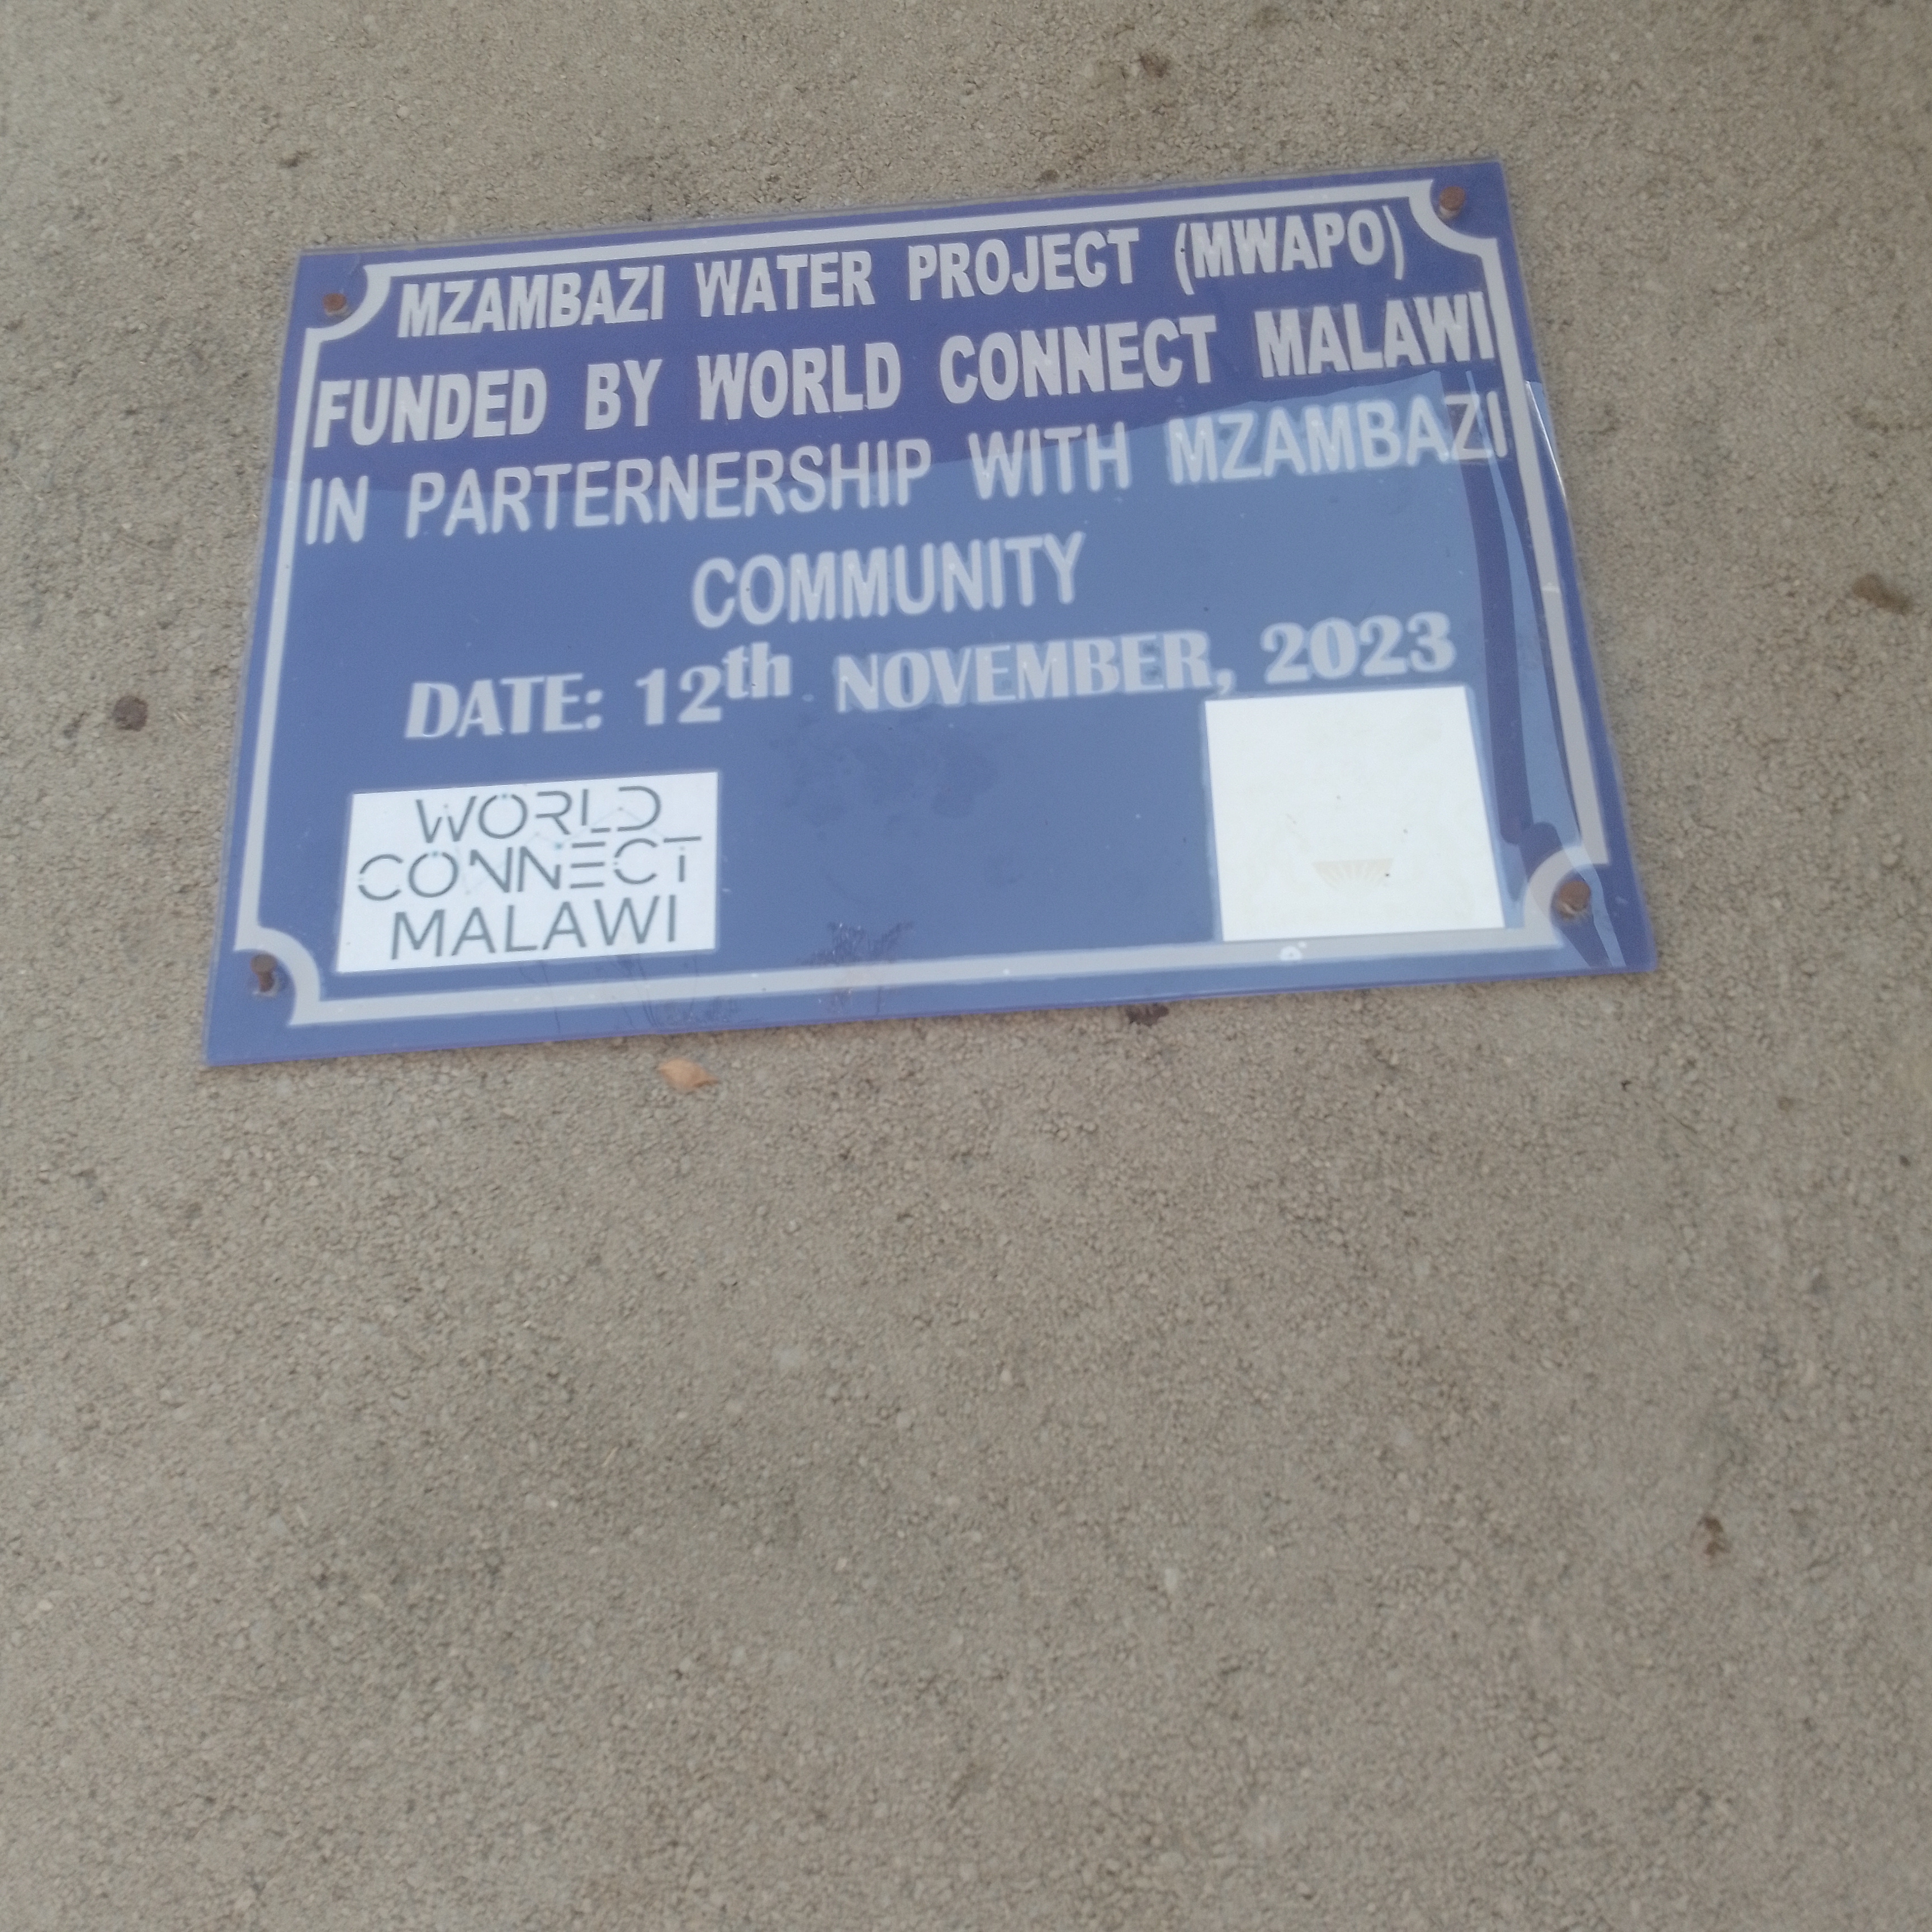 MZAMBAZI WATER PROJECT (MWAPO)
FUNDED BY WORLD CONNECT MALAWI
IN PARTERNERSHIP WITH MZAMBAZI
COMMUNITY
DATE: 12th NOVEMBER, 2023
WORLD
CONNECT
MALAWI